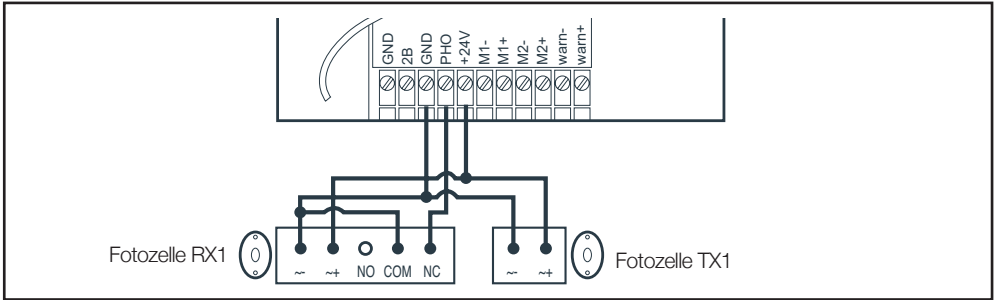 GND 2B GND PHO +24V M1- M1+ M2- M2+ warn- warn+
Fotozelle RX1
~- ~+ NO COM NC
~- ~+
Fotozelle TX1